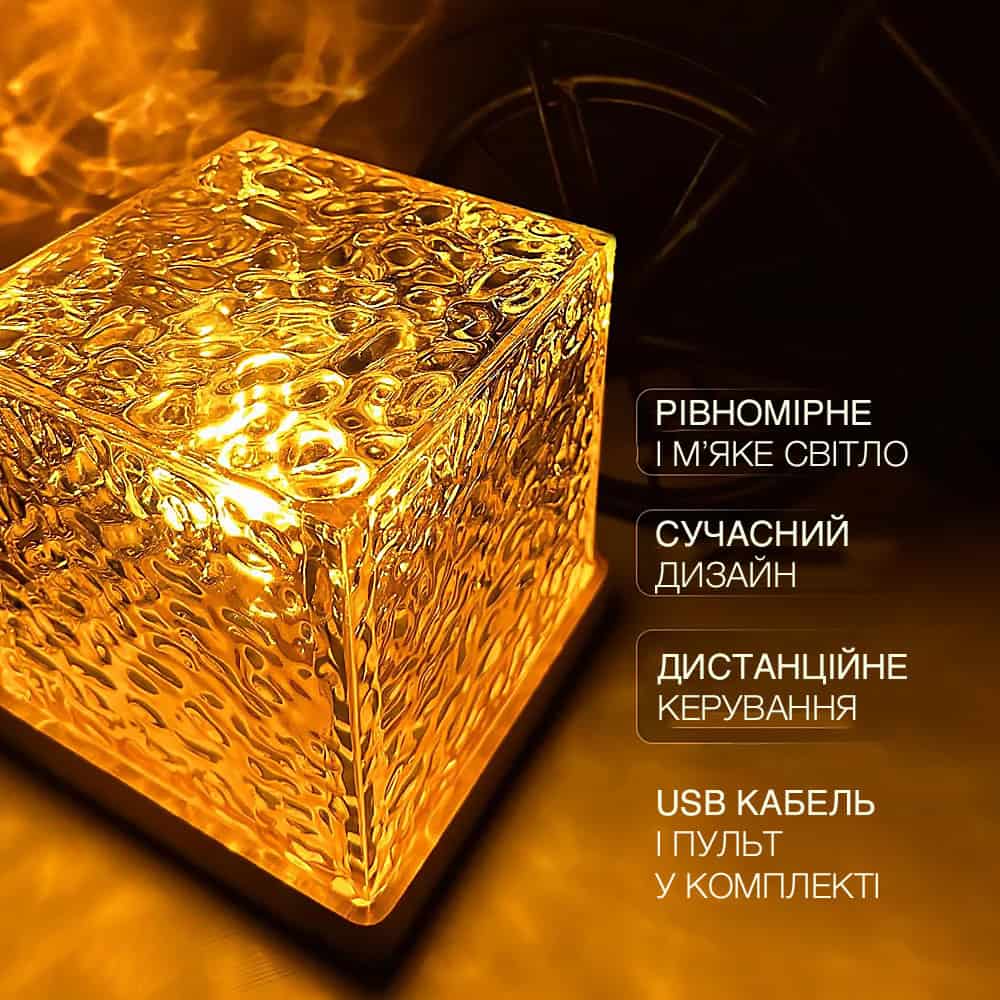 РІВНОМІРНЕ
І М’ЯКЕ СВІТЛО
СУЧАСНИЙ
ДИЗАЙН
ДИСТАНЦІЙНЕ
КЕРУВАННЯ
USB КАБЕЛЬ
І ПУЛЬТ
У КОМПЛЕКТІ